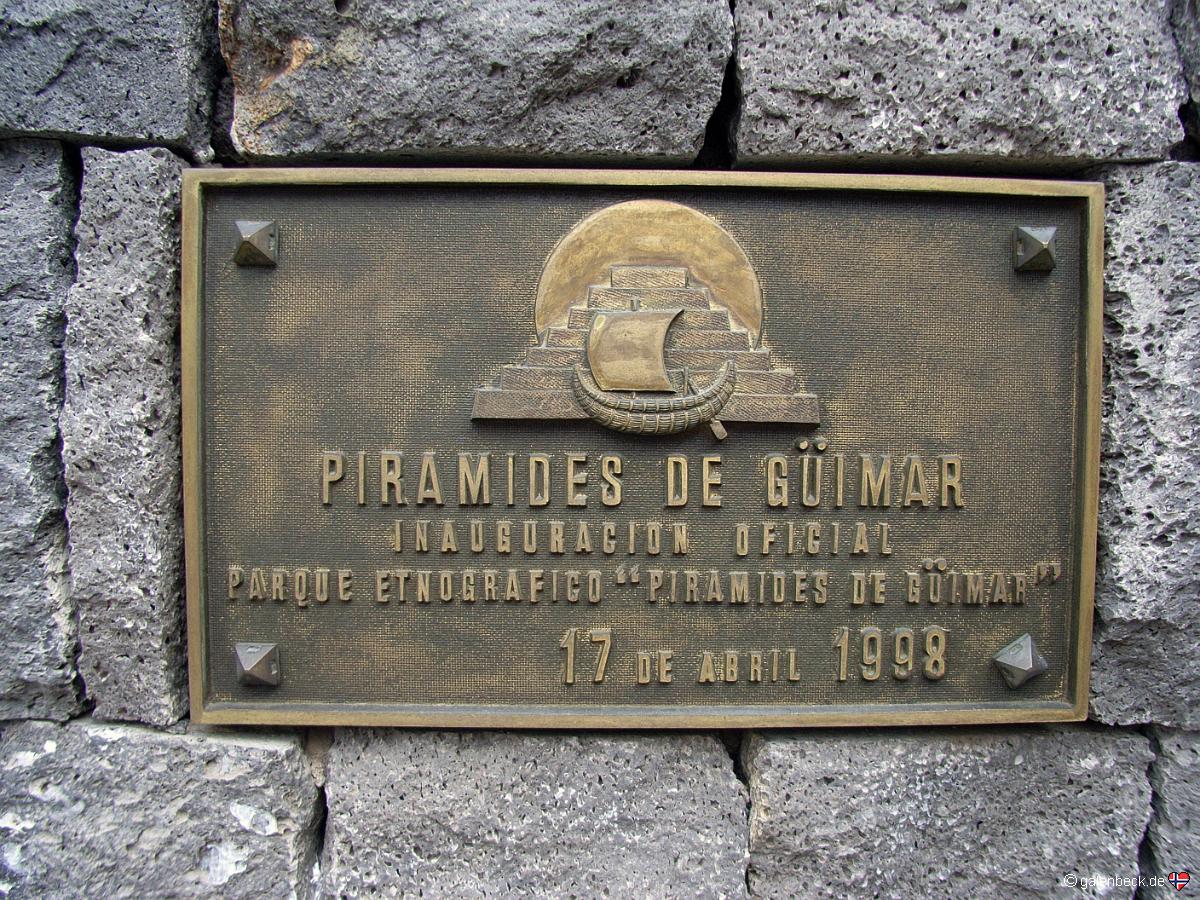 PIRAMIDES DE GÜIMAR
INAUGURACION OFICIAL
PARQUE ETNOGRAFICO "PIRAMIDES DE GÜIMAR"
17 DE ABRIL 1998
© galenbeck.de